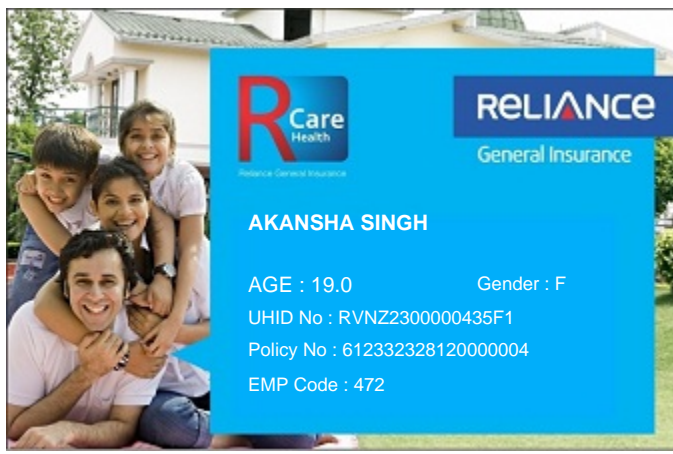 R Care
Health
Reliance General Insurance
RELIANCE
General Insurance
AKANSHA SINGH
AGE : 19.0
Gender : F
UHID No : RVNZ2300000435F1
Policy No : 612332328120000004
EMP Code : 472